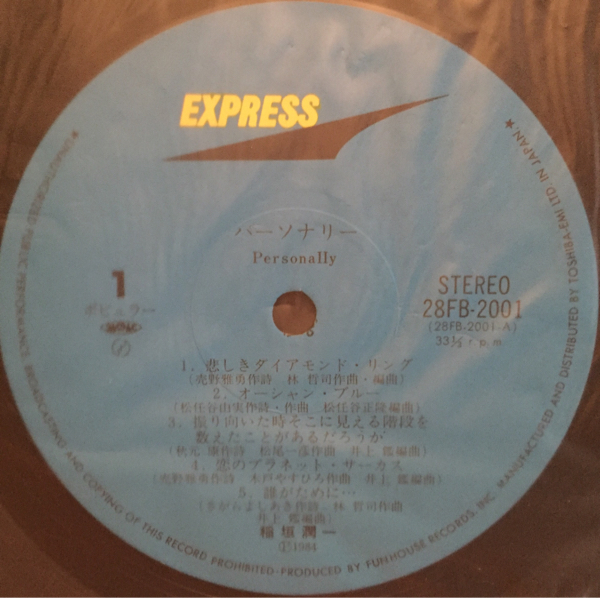 EXPRESS
パーソナリー
Personally
1
ポピュラー
STEREO
28FB-2001
(28FB-2001-A)
33⅓ r.p.m.
1. 悲しきダイアモンド・リング
(売野雅勇作詩 林 哲司作曲・編曲)
2. オーシャン・ブルー
(松任谷由実作詩・作曲 松任谷正隆編曲)
3. 振り向いた時そこに見える階段を
数えたことがあるだろうか
(秋元 康作詩 松尾一彦作曲 井上 鑑編曲)
4. 恋のプラネット・サーカス
(売野雅勇作詩 木戸やすひろ作曲 井上 鑑編曲)
5. 誰がために…
(さがらよしあき作詩 林 哲司作曲
井上 鑑編曲)
稲垣潤一
Ⓟ1984
★UNAUTHORIZED PUBLIC PERFORMANCE, BROADCASTING AND COPYING OF THIS RECORD PROHIBITED-PRODUCED BY FUN HOUSE RECORDS, INC. MANUFACTURED AND DISTRIBUTED BY TOSHIBA-EMI LTD. IN JAPAN.★